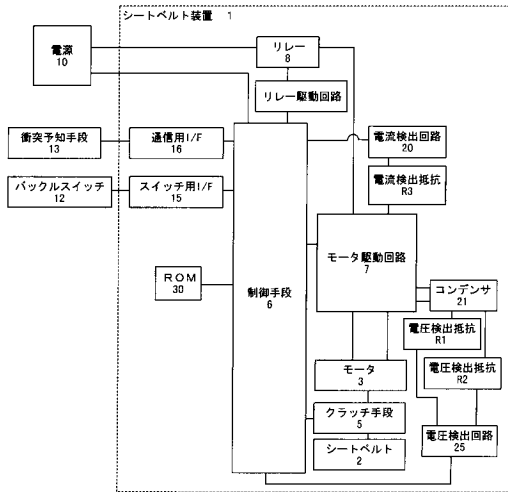 シートベルト装置 1
電源
10
リレー
8
リレー駆動回路
衝突予知手段
13
通信用I/F
16
電流検出回路
20
バックルスイッチ
12
スイッチ用I/F
15
電流検出抵抗
R3
ROM
30
制御手段
6
モータ駆動回路
7
コンデンサ
21
電圧検出抵抗
R1
電圧検出抵抗
R2
モータ
3
クラッチ手段
5
シートベルト
2
電圧検出回路
25